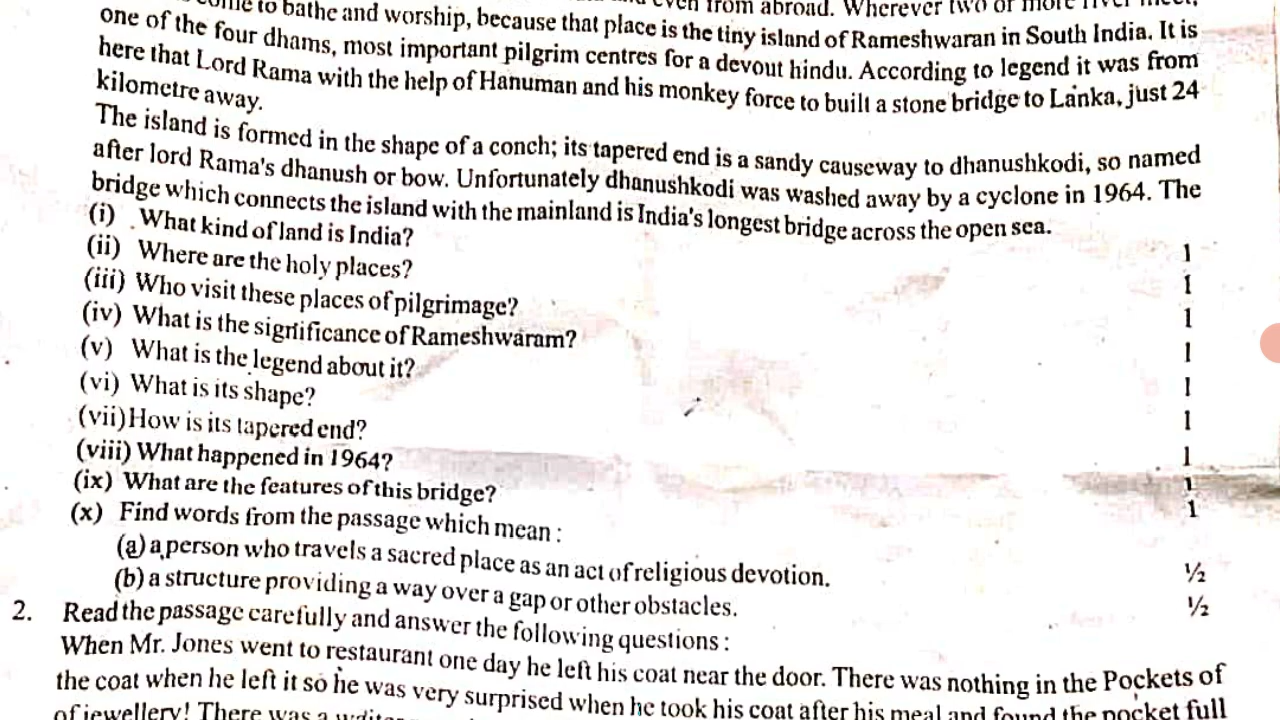 to bathe and worship, because that place is the tiny island of Rameshwaran in South India. It is
one of the four dhams, most important pilgrim centres for a devout hindu. According to legend it was from
here that Lord Rama with the help of Hanuman and his monkey force to built a stone bridge to Lanka, just 24
kilometre away.
The island is formed in the shape of a conch; its tapered end is a sandy causeway to dhanushkodi, so named
after lord Rama's dhanush or bow. Unfortunately dhanushkodi was washed away by a cyclone in 1964. The
bridge which connects the island with the mainland is India's longest bridge across the open sea.
(i) What kind of land is India? 1
(ii) Where are the holy places? 1
(iii) Who visit these places of pilgrimage? 1
(iv) What is the significance of Rameshwaram? 1
(v) What is the legend about it? 1
(vi) What is its shape? 1
(vii) How is its tapered end? 1
(viii) What happened in 1964? 1
(ix) What are the features of this bridge? 1
(x) Find words from the passage which mean :
(a) a person who travels a sacred place as an act of religious devotion. ½
(b) a structure providing a way over a gap or other obstacles. ½
2. Read the passage carefully and answer the following questions :
When Mr. Jones went to restaurant one day he left his coat near the door. There was nothing in the Pockets of
the coat when he left it so he was very surprised when he took his coat after his meal and found the pocket full
of jewellery! There was a